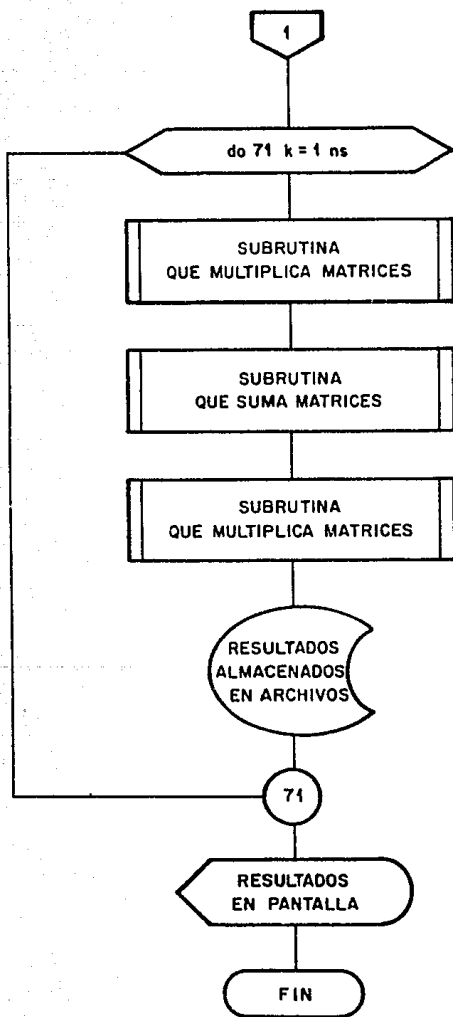 1
do 71 k = 1 ns
SUBRUTINA
QUE MULTIPLICA MATRICES
SUBRUTINA
QUE SUMA MATRICES
SUBRUTINA
QUE MULTIPLICA MATRICES
RESULTADOS
ALMACENADOS
EN ARCHIVOS
71
RESULTADOS
EN PANTALLA
FIN